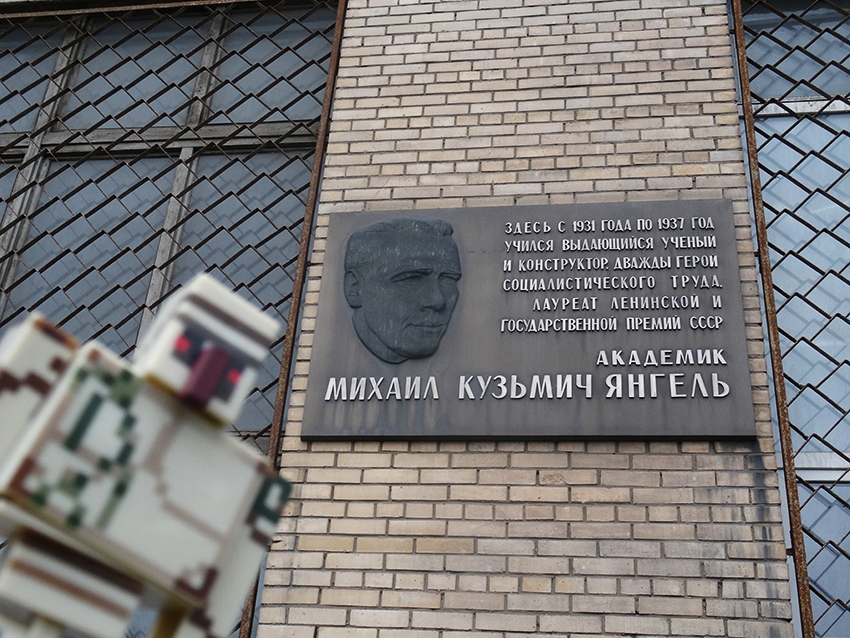 ЗДЕСЬ С 1931 ГОДА ПО 1937 ГОД
УЧИЛСЯ ВЫДАЮЩИЙСЯ УЧЕНЫЙ
И КОНСТРУКТОР, ДВАЖДЫ ГЕРОЙ
СОЦИАЛИСТИЧЕСКОГО ТРУДА,
ЛАУРЕАТ ЛЕНИНСКОЙ И
ГОСУДАРСТВЕННОЙ ПРЕМИЙ СССР
АКАДЕМИК
МИХАИЛ КУЗЬМИЧ ЯНГЕЛЬ